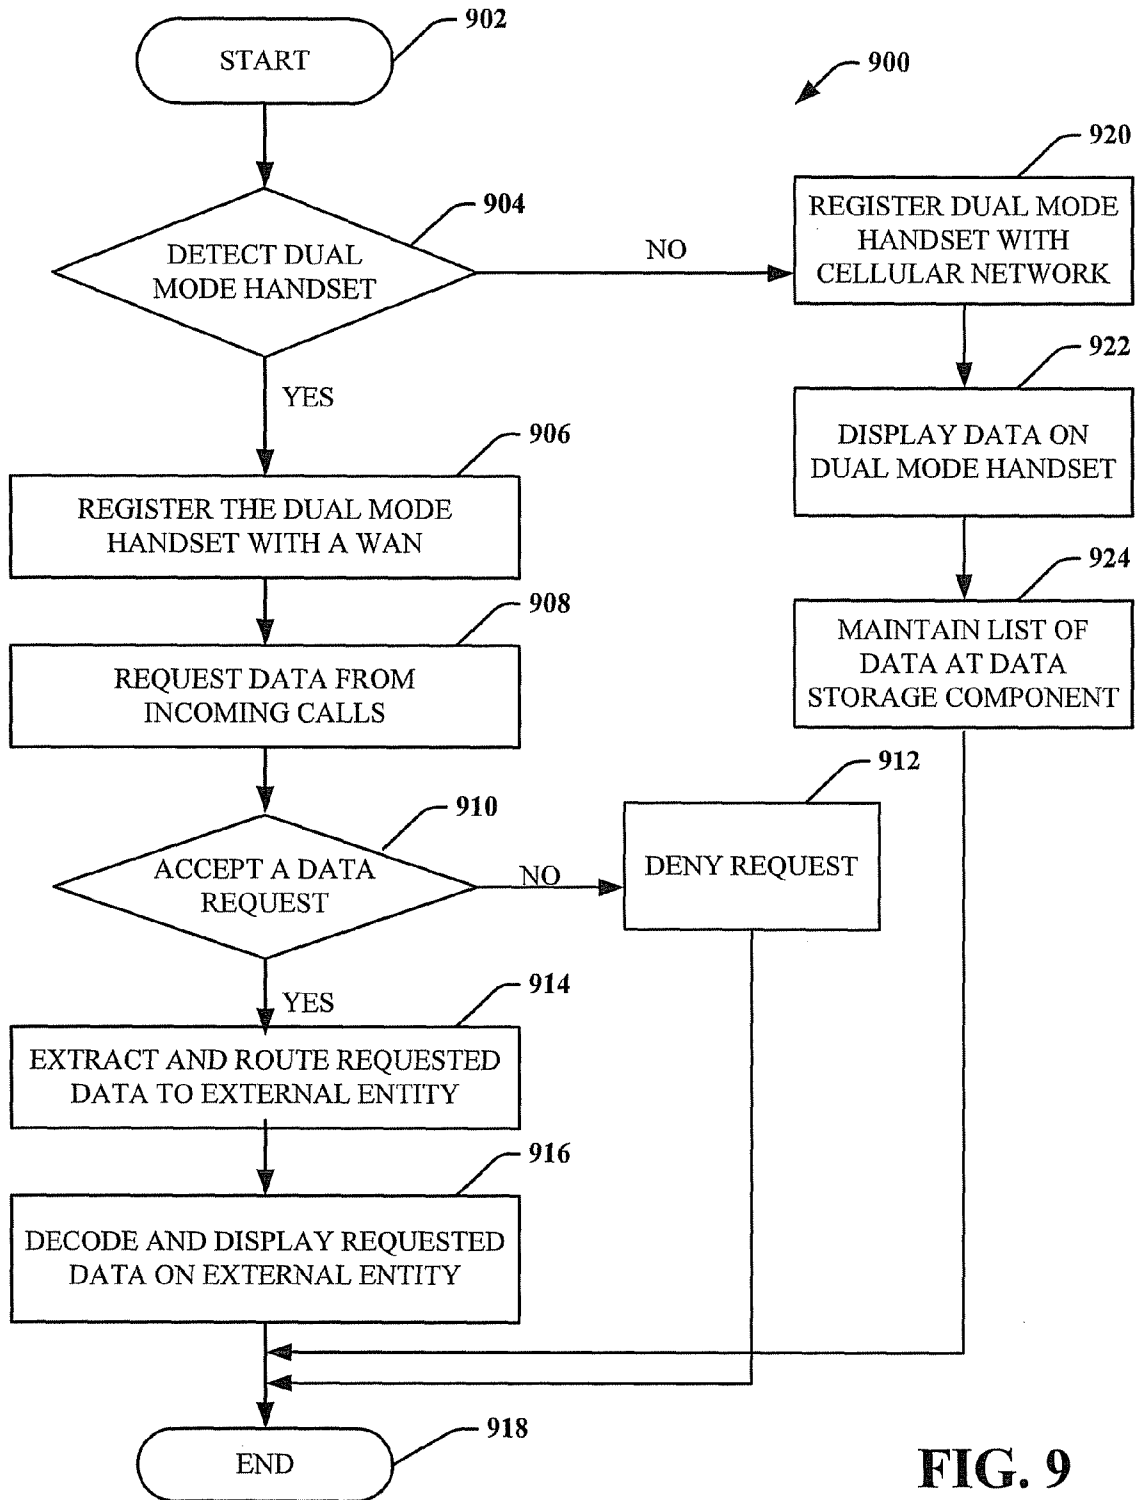 902
START
900
920
904
REGISTER DUAL MODE
HANDSET WITH
CELLULAR NETWORK
DETECT DUAL
MODE HANDSET
NO
922
YES
DISPLAY DATA ON
DUAL MODE HANDSET
906
REGISTER THE DUAL MODE
HANDSET WITH A WAN
924
908
MAINTAIN LIST OF
DATA AT DATA
STORAGE COMPONENT
REQUEST DATA FROM
INCOMING CALLS
912
910
ACCEPT A DATA
REQUEST
NO
DENY REQUEST
914
YES
EXTRACT AND ROUTE REQUESTED
DATA TO EXTERNAL ENTITY
916
DECODE AND DISPLAY REQUESTED
DATA ON EXTERNAL ENTITY
918
END
FIG. 9